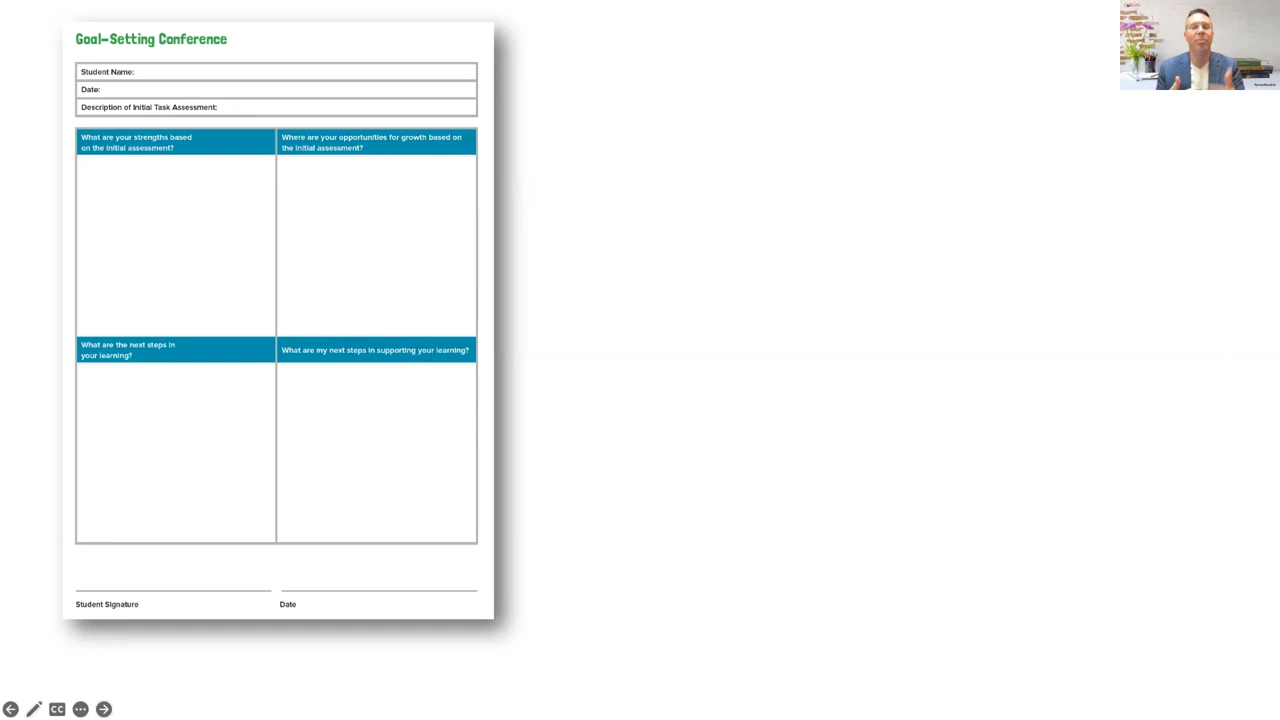 Goal-Setting Conference
Student Name:
Date:
Description of Initial Task Assessment:
What are your strengths based
on the initial assessment?
Where are your opportunities for growth based on
the initial assessment?
What are the next steps in
your learning?
What are my next steps in supporting your learning?
Student Signature
Date
CC